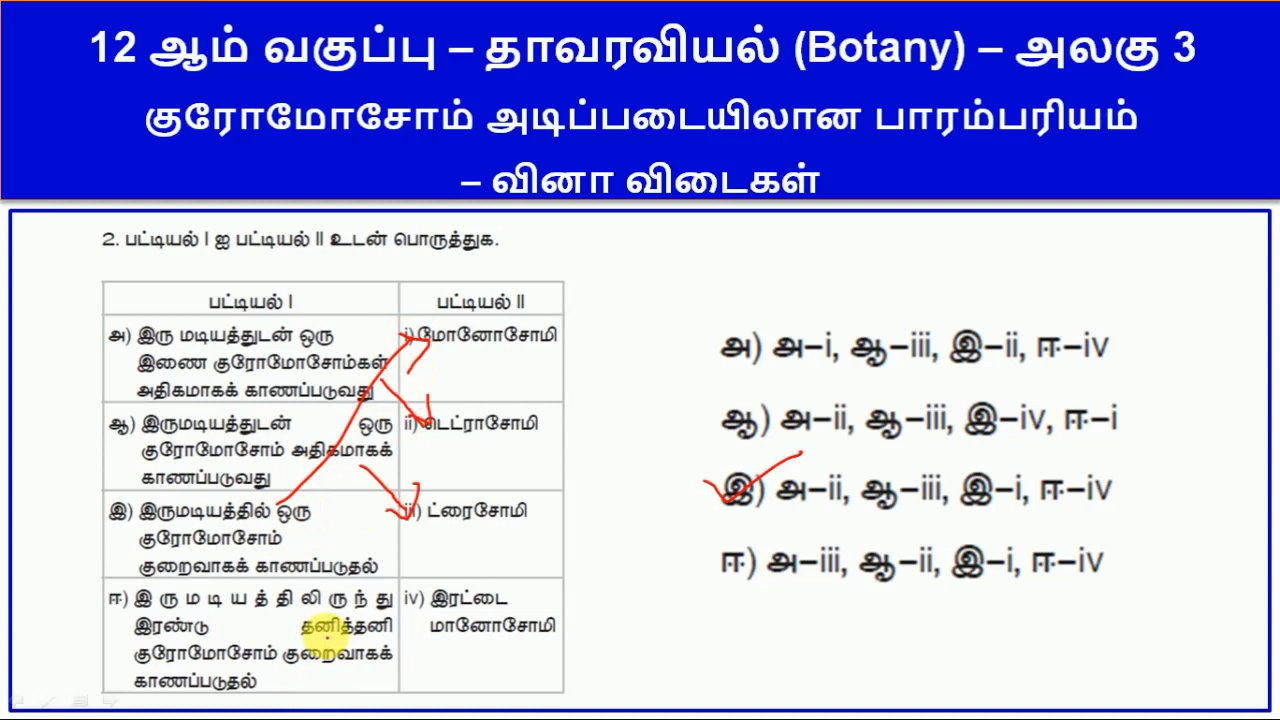 12 ஆம் வகுப்பு – தாவரவியல் (Botany) – அலகு 3
குரோமோசோம் அடிப்படையிலான பாரம்பரியம்
– வினா விடைகள்
2. பட்டியல் I ஐ பட்டியல் II உடன் பொருத்துக.
பட்டியல் I
பட்டியல் II
அ) இரு மடியத்துடன் ஒரு
இணை குரோமோசோம்கள்
அதிகமாகக் காணப்படுவது
i) மோனோசோமி
ஆ) இருமடியத்துடன் ஒரு
குரோமோசோம் அதிகமாகக்
காணப்படுவது
ii) டெட்ராசோமி
இ) இருமடியத்தில் ஒரு
குரோமோசோம்
குறைவாகக் காணப்படுதல்
iii) ட்ரைசோமி
ஈ) இருமடியத்திலிருந்து
இரண்டு தனித்தனி
குரோமோசோம் குறைவாகக்
காணப்படுதல்
iv) இரட்டை
மானோசோமி
அ) அ–i, ஆ–iii, இ–ii, ஈ–iv
ஆ) அ–ii, ஆ–iii, இ–iv, ஈ–i
இ) அ–ii, ஆ–iii, இ–i, ஈ–iv
ஈ) அ–iii, ஆ–ii, இ–i, ஈ–iv